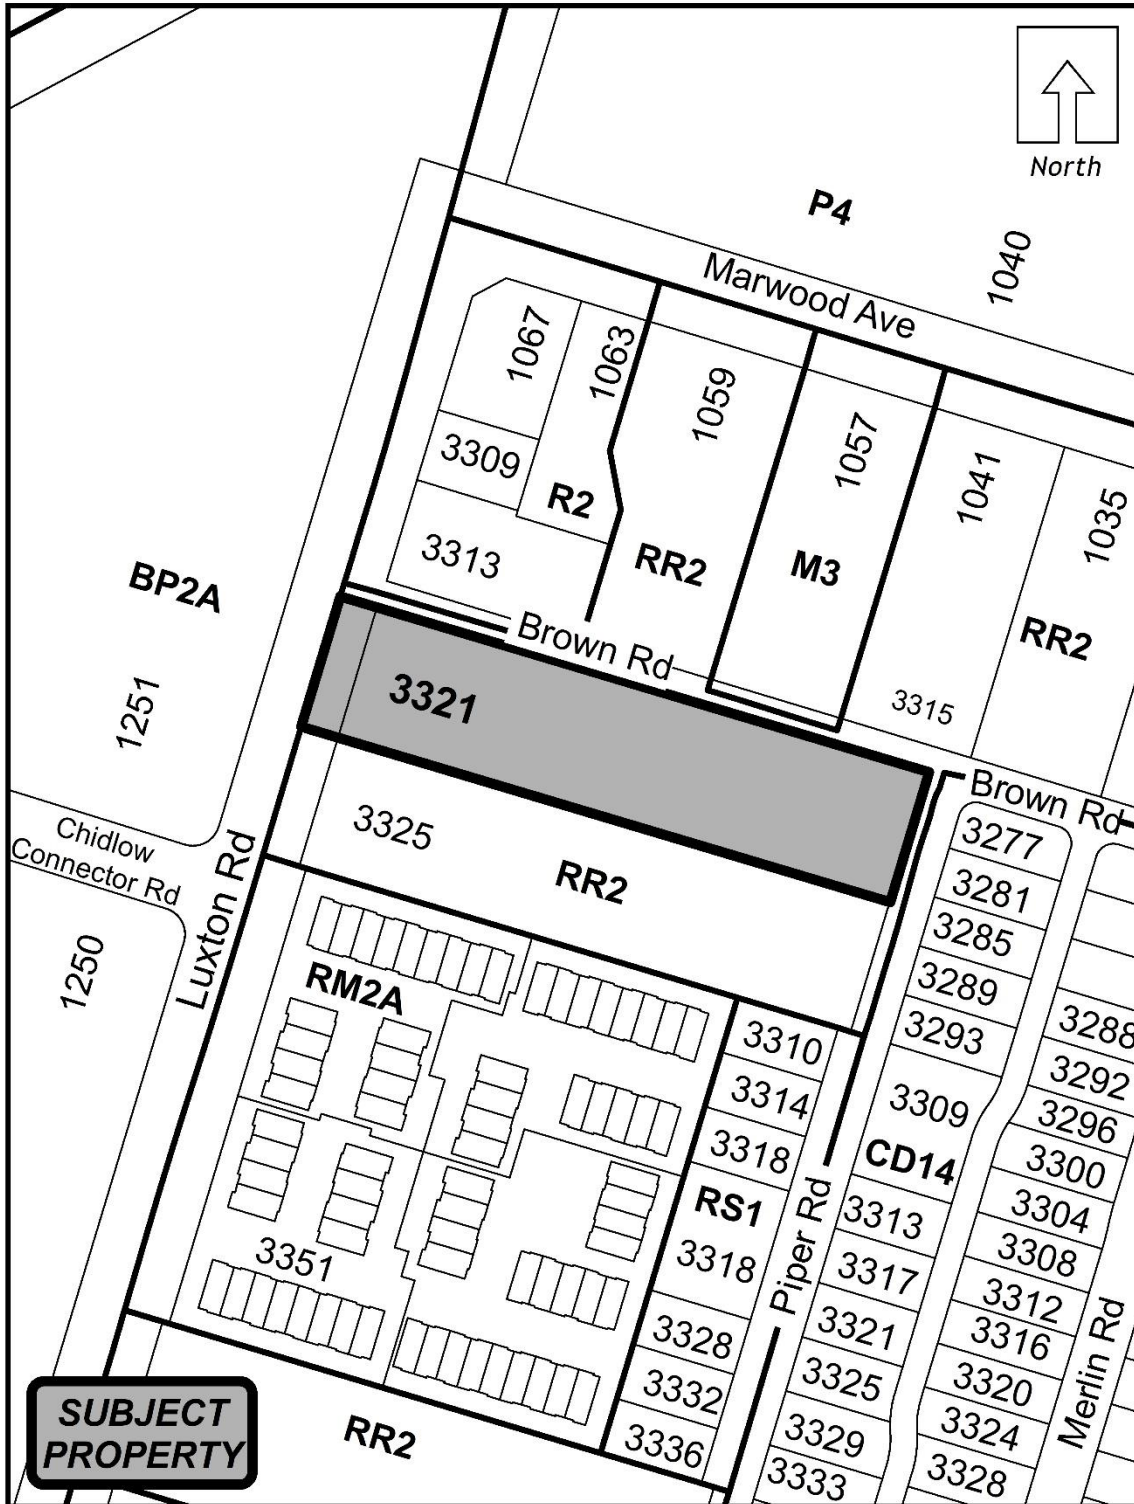 North
P4
1040
Marwood Ave
1067
1063
1059
1057
1041
1035
3309
R2
3313
RR2
M3
RR2
BP2A
Brown Rd
3321
3315
1251
Brown Rd
3325
RR2
Chidlow
Connector Rd
Luxton Rd
1250
3277
3281
3285
3289
3293
3309
RM2A
3310
3314
3318
RS1
3318
3328
3332
3336
Piper Rd
CD14
3313
3317
3321
3325
3329
3333
3288
3292
3296
3300
3304
3308
3312
3316
3320
3324
3328
Merlin Rd
3351
RR2
SUBJECT
PROPERTY